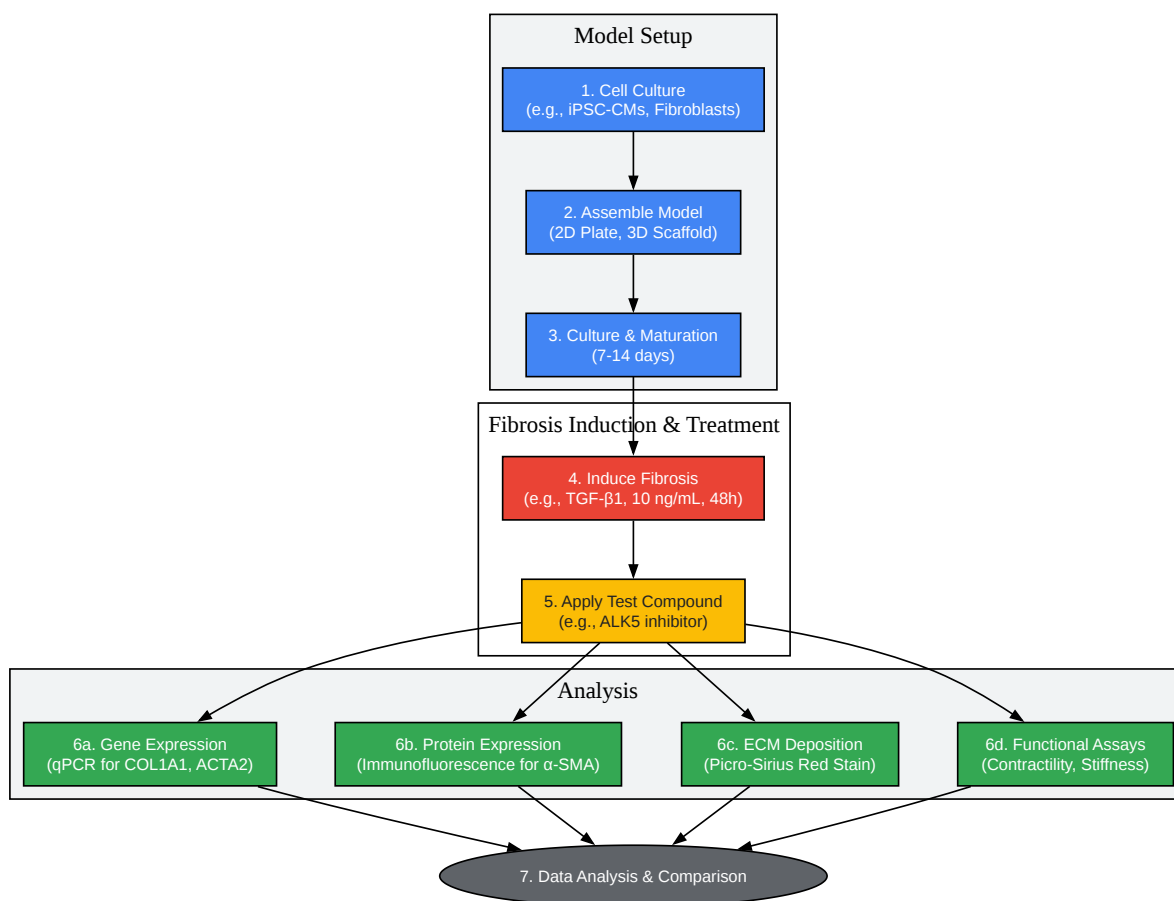 Model Setup
1. Cell Culture
(e.g., iPSC-CMs, Fibroblasts)
2. Assemble Model
(2D Plate, 3D Scaffold)
3. Culture & Maturation
(7-14 days)
Fibrosis Induction & Treatment
4. Induce Fibrosis
(e.g., TGF-β1, 10 ng/mL, 48h)
5. Apply Test Compound
(e.g., ALK5 inhibitor)
Analysis
6a. Gene Expression
(qPCR for COL1A1, ACTA2)
6b. Protein Expression
(Immunofluorescence for α-SMA)
6c. ECM Deposition
(Picro-Sirius Red Stain)
6d. Functional Assays
(Contractility, Stiffness)
7. Data Analysis & Comparison